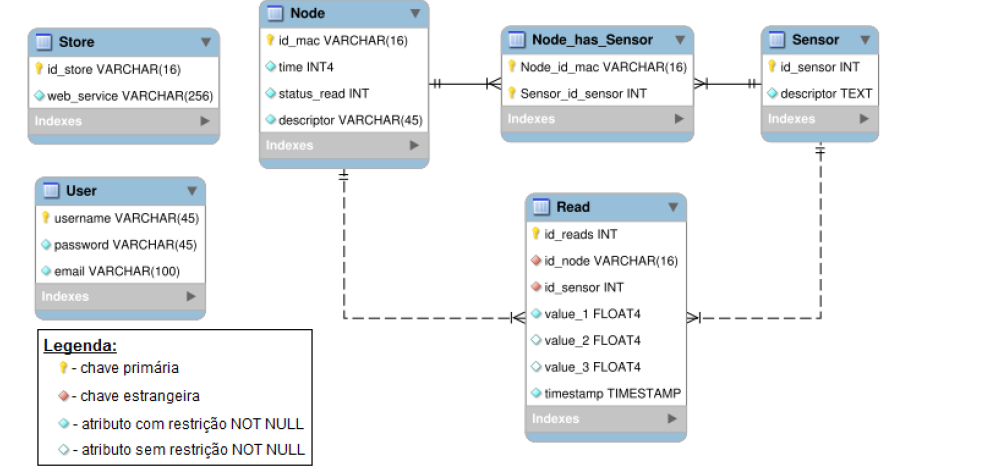 Store
id_store VARCHAR(16)
web_service VARCHAR(256)
Indexes
Node
id_mac VARCHAR(16)
time INT4
status_read INT
descriptor VARCHAR(45)
Indexes
Node_has_Sensor
Node_id_mac VARCHAR(16)
Sensor_id_sensor INT
Indexes
Sensor
id_sensor INT
descriptor TEXT
Indexes
User
username VARCHAR(45)
password VARCHAR(45)
email VARCHAR(100)
Indexes
Read
id_reads INT
id_node VARCHAR(16)
id_sensor INT
value_1 FLOAT4
value_2 FLOAT4
value_3 FLOAT4
timestamp TIMESTAMP
Indexes
Legenda:
- chave primária
- chave estrangeira
- atributo com restrição NOT NULL
- atributo sem restrição NOT NULL